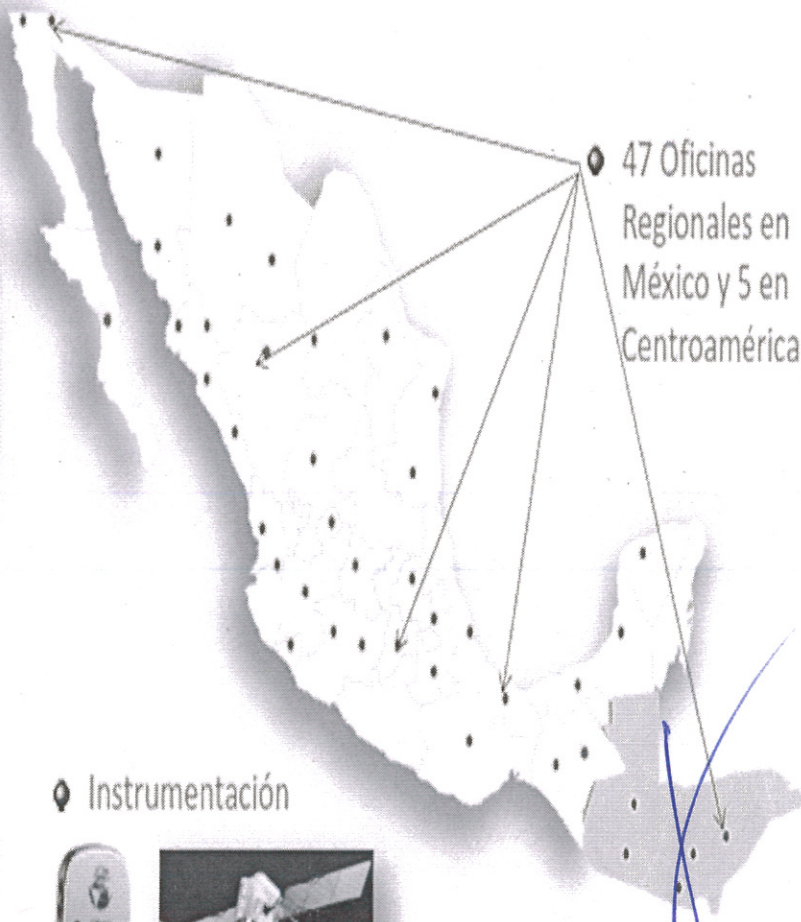 47 Oficinas
Regionales en
México y 5 en
Centroamérica
Instrumentación